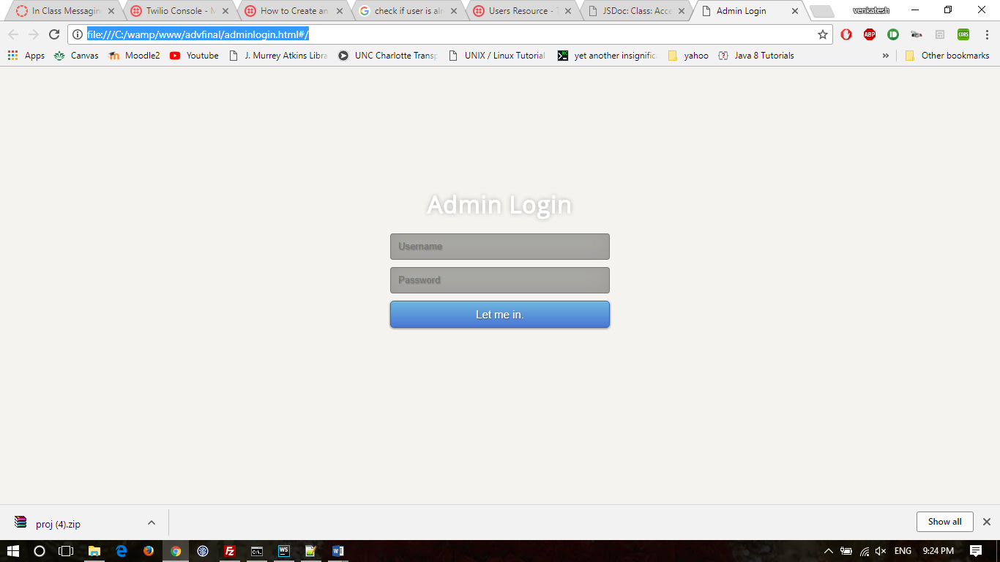 In Class Messagin
Twilio Console - M
How to Create an
check if user is alr
Users Resource - T
JSDoc: Class: Acce
Admin Login
venkatesh
file:///C:/wamp/www/advfinal/adminlogin.html#/
ABP
CORS
Apps
Canvas
Moodle2
Youtube
J. Murrey Atkins Libra
UNC Charlotte Transp
UNIX / Linux Tutorial
yet another insignific
yahoo
Java 8 Tutorials
»
Other bookmarks
Admin Login
Username
Password
Let me in.
proj (4).zip
Show all
Fz
C:\.
WS
W
ENG
9:24 PM